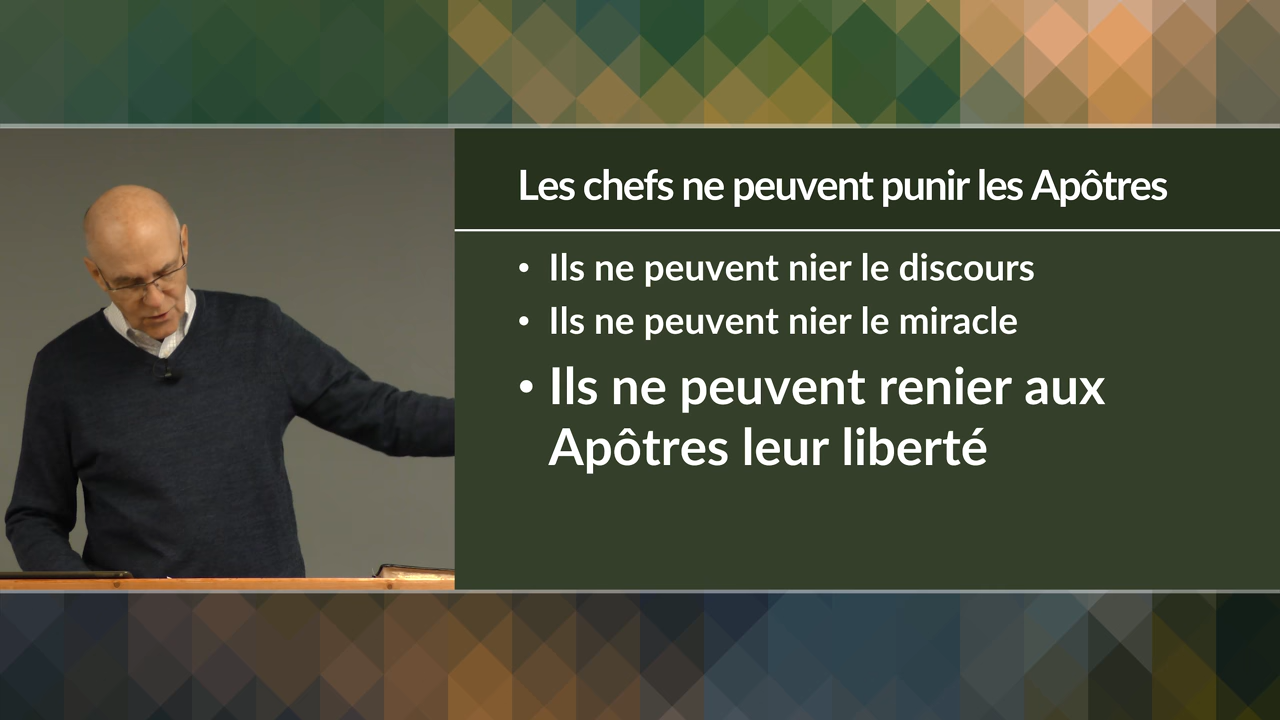 Les chefs ne peuvent punir les Apôtres
• Ils ne peuvent nier le discours
• Ils ne peuvent nier le miracle
• Ils ne peuvent renier aux
Apôtres leur liberté